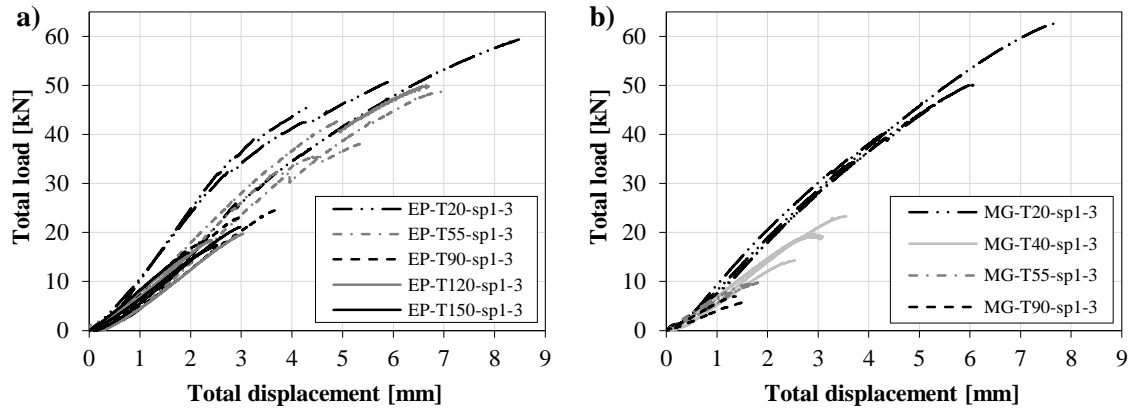 a)
Total load [kN]
60
50
40
30
20
10
0
EP-T20-sp1-3
EP-T55-sp1-3
EP-T90-sp1-3
EP-T120-sp1-3
EP-T150-sp1-3
0 1 2 3 4 5 6 7 8 9
Total displacement [mm]
b)
Total load [kN]
60
50
40
30
20
10
0
MG-T20-sp1-3
MG-T40-sp1-3
MG-T55-sp1-3
MG-T90-sp1-3
0 1 2 3 4 5 6 7 8 9
Total displacement [mm]